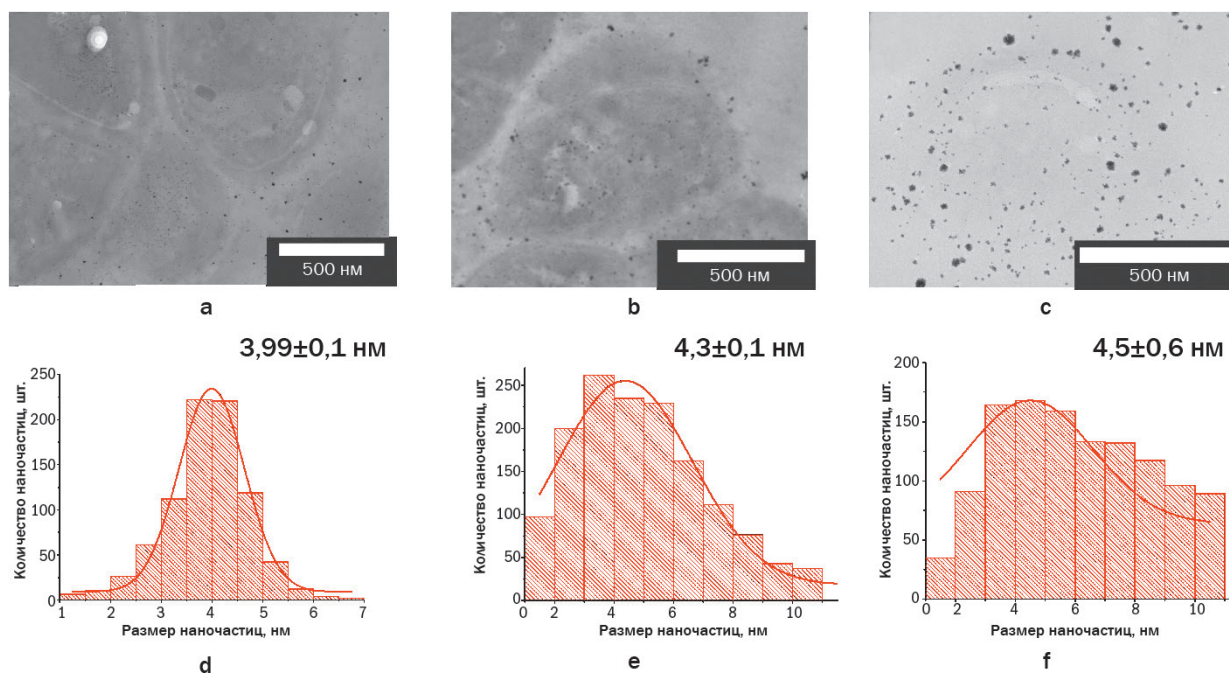 500 нм
500 нм
500 нм
a
b
c
3,99±0,1 нм
4,3±0,1 нм
4,5±0,6 нм
Количество наночастиц, шт.
250
200
150
100
50
0
1
2
3
4
5
6
7
Размер наночастиц, нм
Количество наночастиц, шт.
250
200
150
100
50
0
0
2
4
6
8
10
Размер наночастиц, нм
Количество наночастиц, шт.
200
150
100
50
0
0
2
4
6
8
10
Размер наночастиц, нм
d
e
f